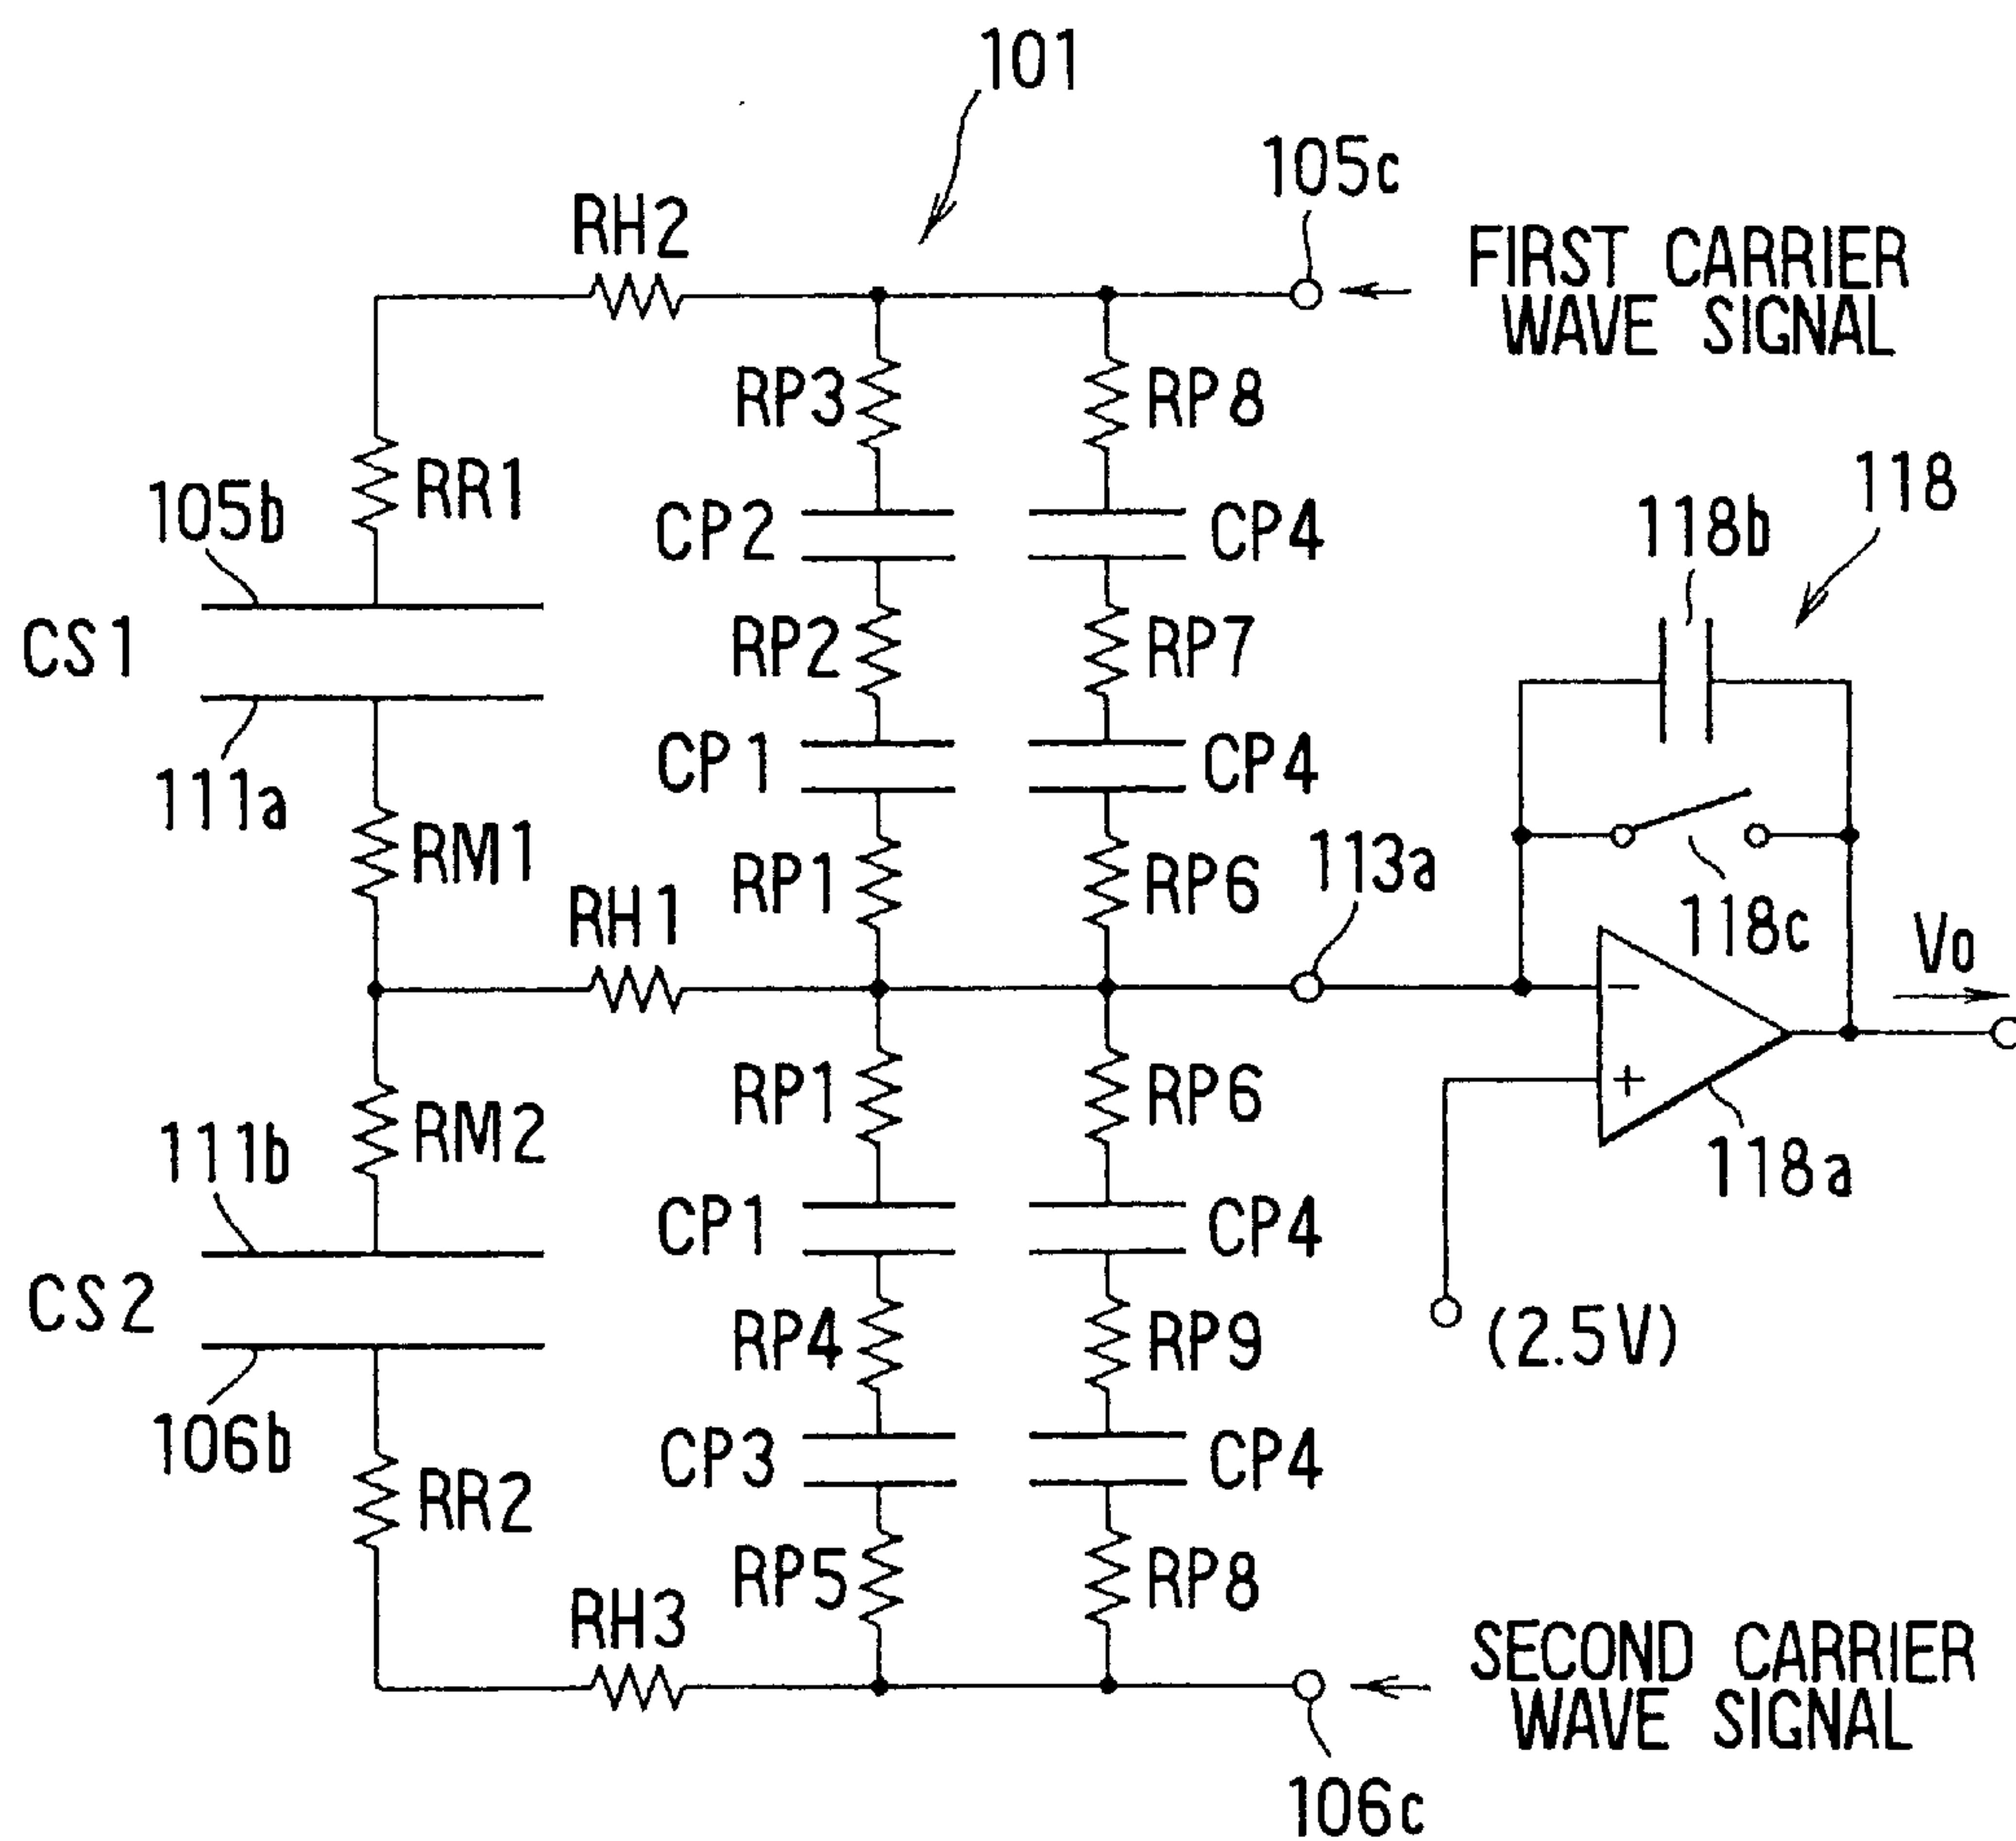 101
105c
RH2
FIRST CARRIER
WAVE SIGNAL
RP3
RP8
105b
RR1
CP2
CP4
118b
118
CS1
RP2
RP7
111a
CP1
CP4
RM1
RP1
RP6
113a
118c
RH1
Vo
−
111b
RM2
RP1
RP6
+
118a
CP1
CP4
CS2
RP4
RP9
(2.5V)
106b
RR2
CP3
CP4
RP5
RP8
RH3
SECOND CARRIER
WAVE SIGNAL
106c